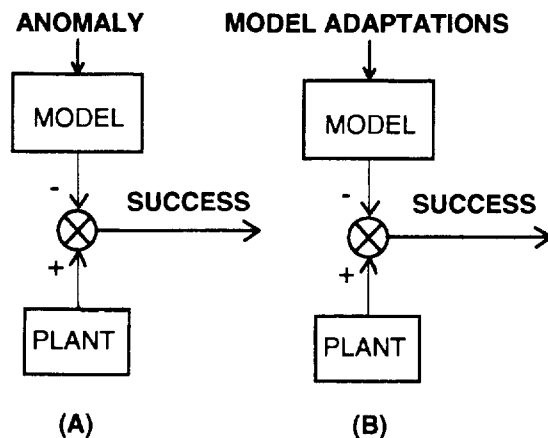 ANOMALY
MODEL
-
SUCCESS
+
PLANT
(A)
MODEL ADAPTATIONS
MODEL
-
SUCCESS
+
PLANT
(B)